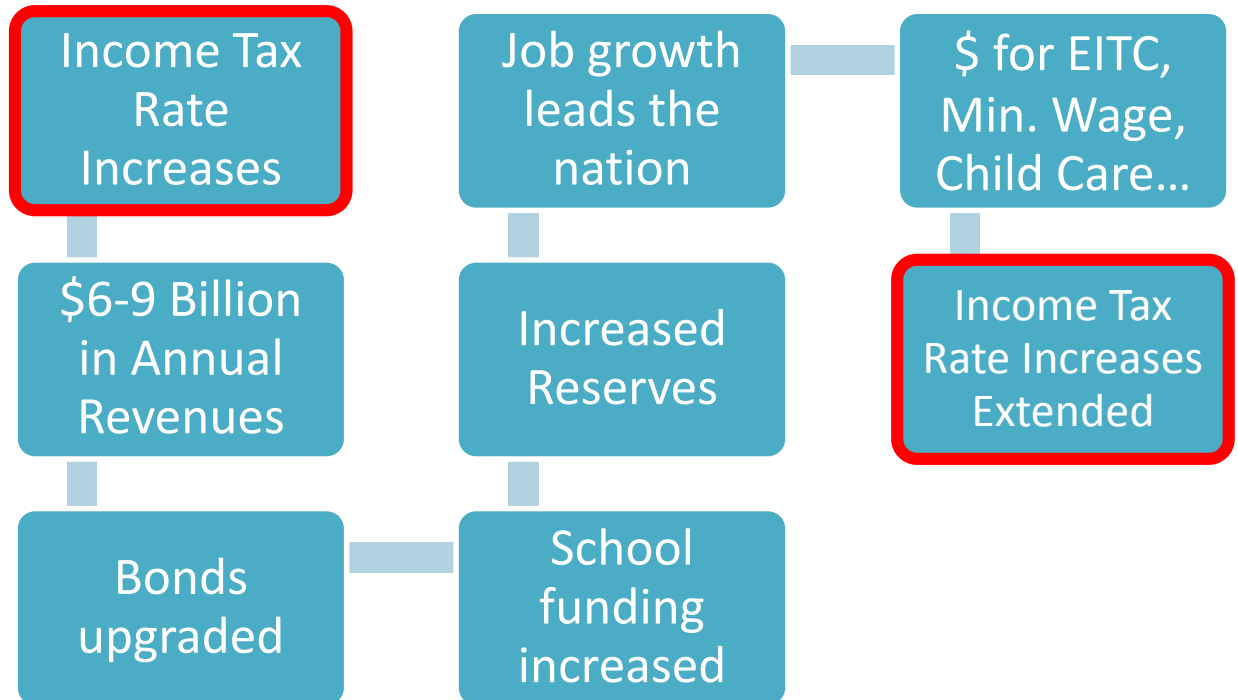 Income Tax
Rate
Increases
$6-9 Billion
in Annual
Revenues
Bonds
upgraded
School
funding
increased
Increased
Reserves
Job growth
leads the
nation
$ for EITC,
Min. Wage,
Child Care…
Income Tax
Rate Increases
Extended